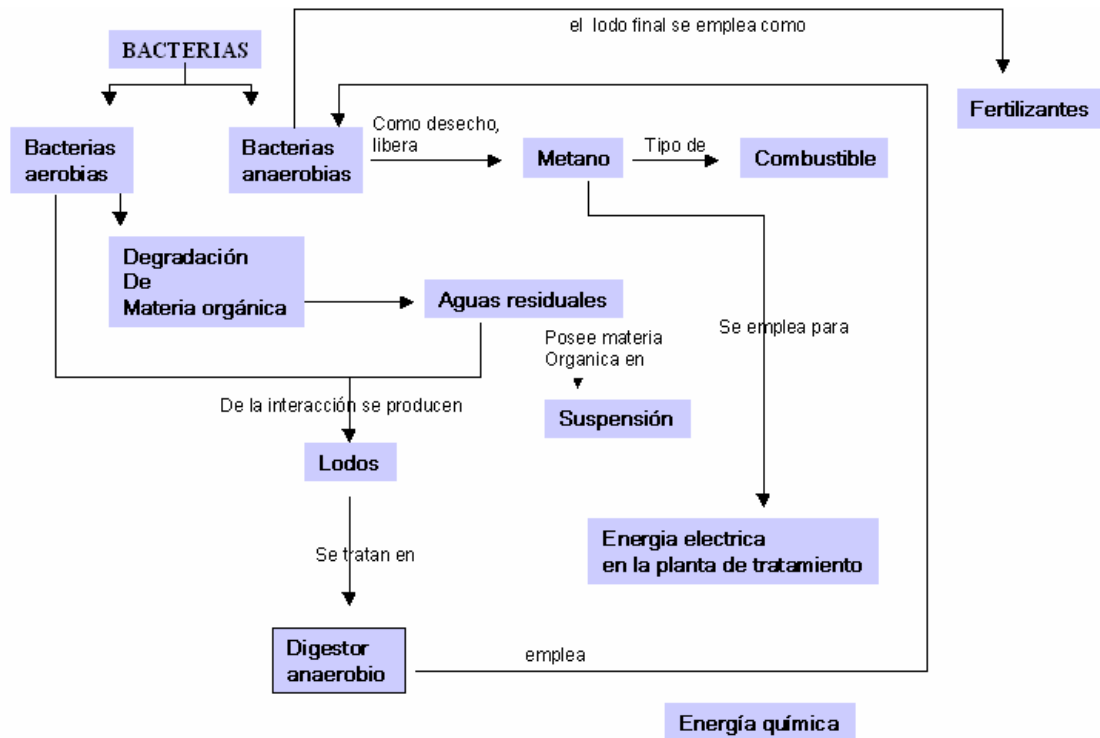 el lodo final se emplea como
BACTERIAS
Fertilizantes
Bacterias
aerobias
Bacterias
anaerobias
Como desecho,
libera
Metano
Tipo de
Combustible
Degradación
De
Materia orgánica
Aguas residuales
Se emplea para
Posee materia
Organica en
De la interacción se producen
Suspensión
Lodos
Energia electrica
en la planta de tratamiento
Se tratan en
Digestor
anaerobio
emplea
Energía química